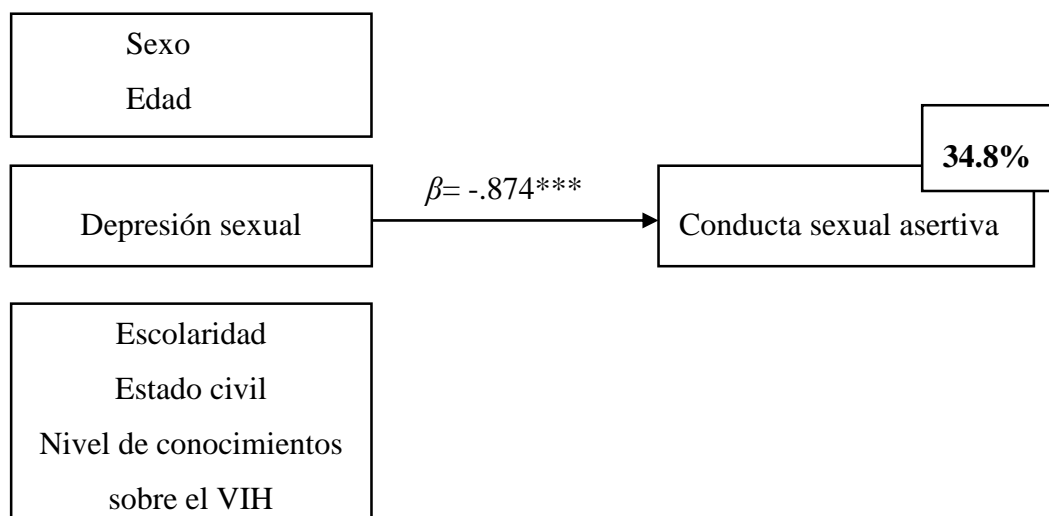 Sexo
Edad
34.8%
Depresión sexual
β= -.874***
Conducta sexual asertiva
Escolaridad
Estado civil
Nivel de conocimientos
sobre el VIH